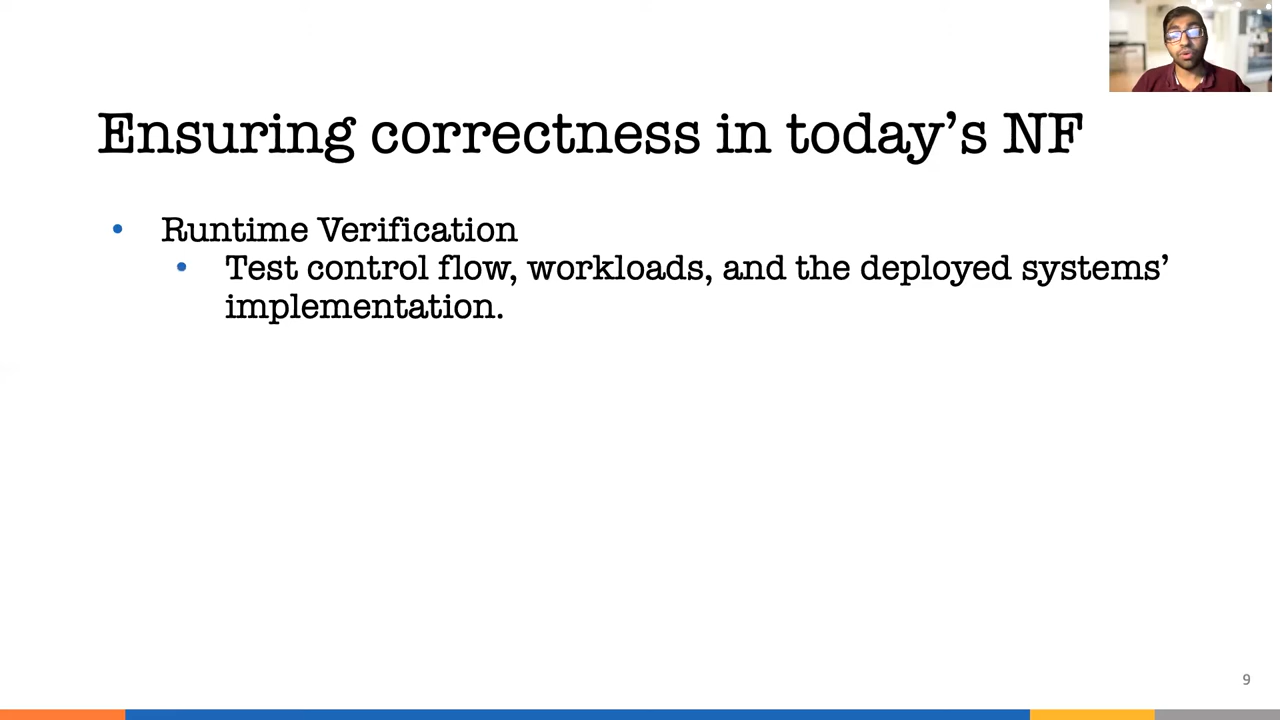 Ensuring correctness in today’s NF
• Runtime Verification
• Test control flow, workloads, and the deployed systems’
implementation.
9